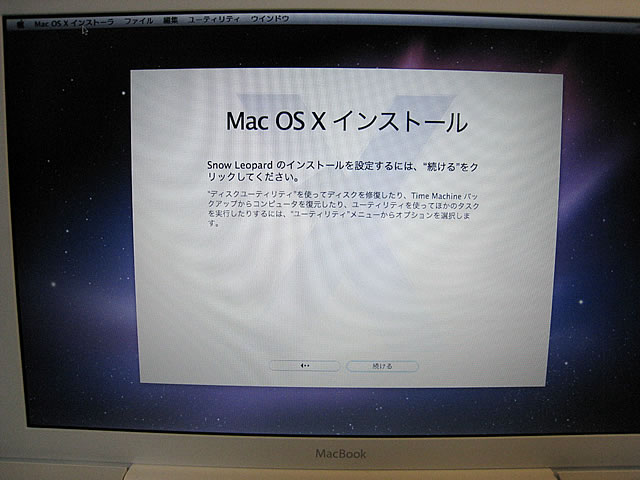 Mac OS X インストーラ ファイル 編集 ユーティリティ ウインドウ
Mac OS X インストール
Snow Leopard のインストールを設定するには、“続ける”をク
リックしてください。
“ディスクユーティリティ”を使ってディスクを修復したり、Time Machine バッ
クアップからコンピュータを復元したり、ユーティリティを使ってほかのタスク
を実行したりするには、“ユーティリティ”メニューからオプションを選択しま
す。
続ける
MacBook